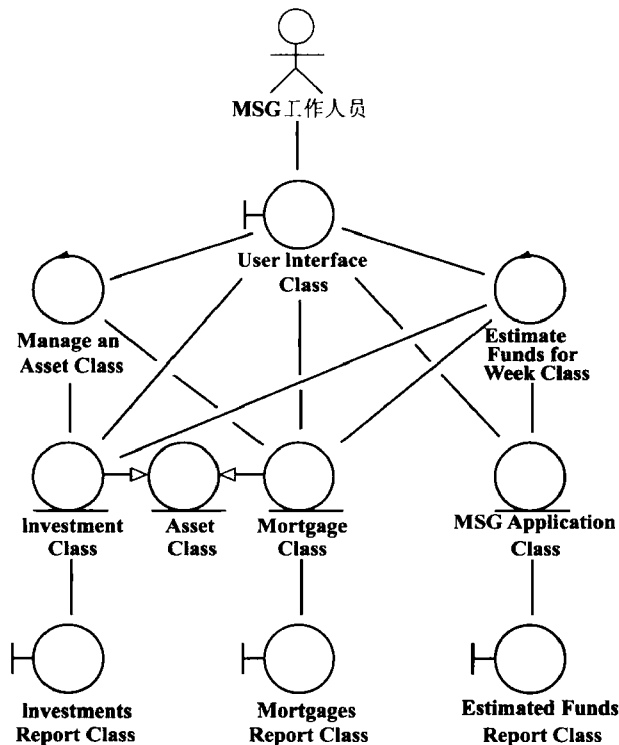 MSG工作人员
User Interface
Class
Manage an
Asset Class
Estimate
Funds for
Week Class
Investment
Class
Asset
Class
Mortgage
Class
MSG Application
Class
Investments
Report Class
Mortgages
Report Class
Estimated Funds
Report Class